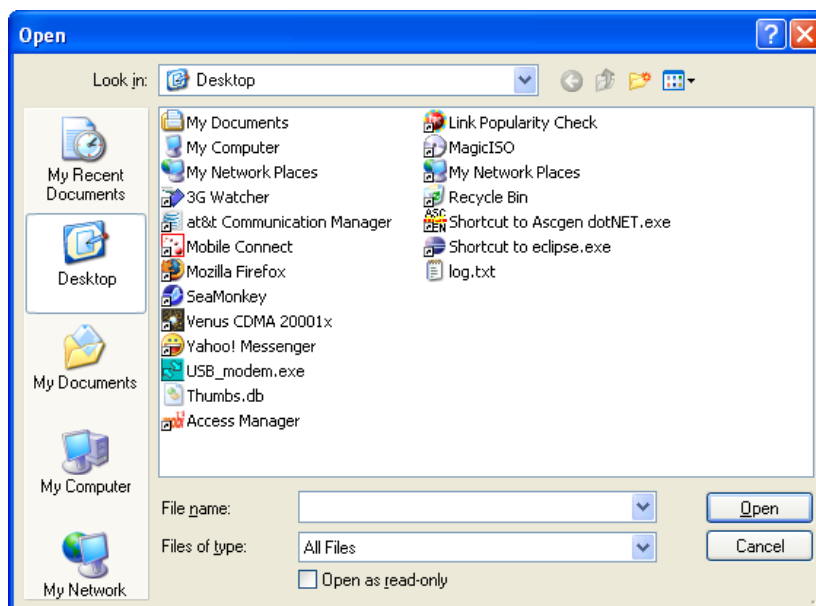 Open
Look in:
Desktop
My Recent
Documents
Desktop
My Documents
My Computer
My Network
My Documents
My Computer
My Network Places
3G Watcher
at&t Communication Manager
Mobile Connect
Mozilla Firefox
SeaMonkey
Venus CDMA 20001x
Yahoo! Messenger
USB_modem.exe
Thumbs.db
Access Manager
Link Popularity Check
MagicISO
My Network Places
Recycle Bin
Shortcut to Ascgen dotNET.exe
Shortcut to eclipse.exe
log.txt
File name:
Open
Files of type:
All Files
Cancel
Open as read-only